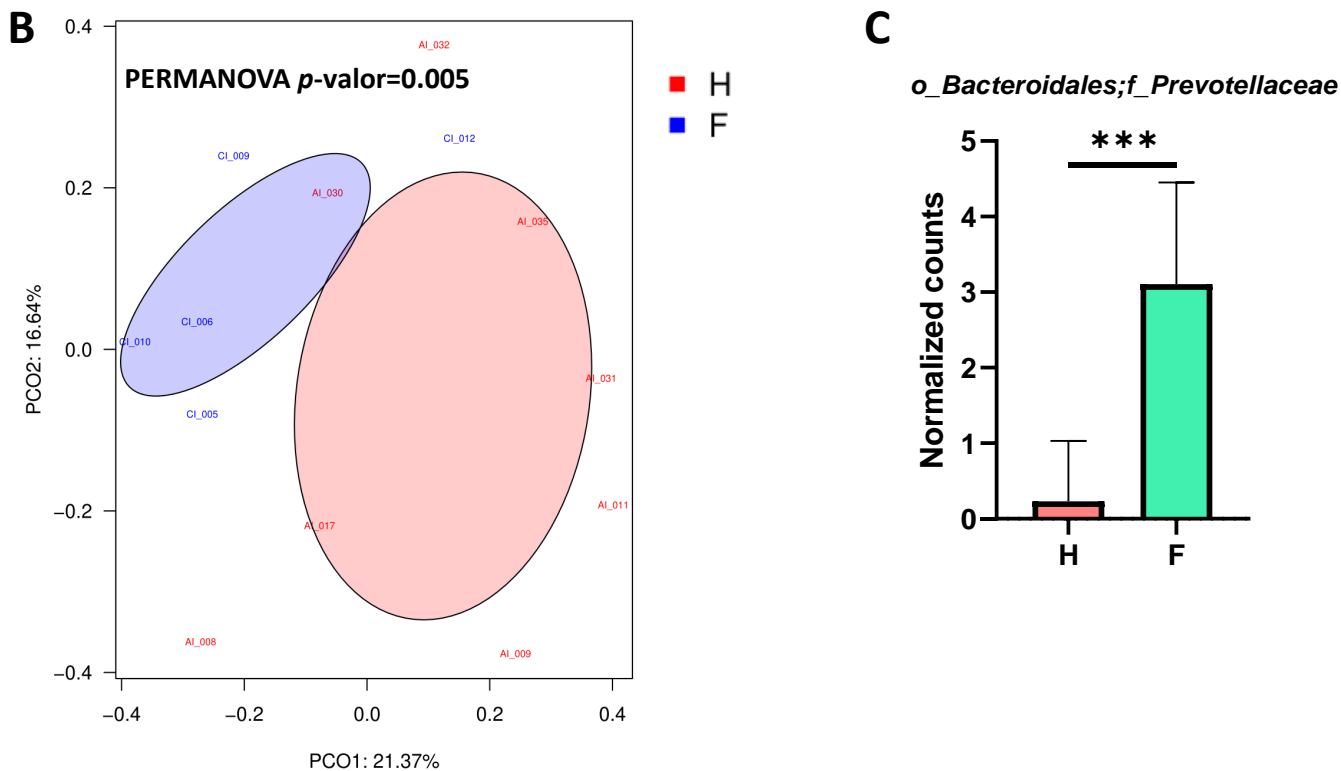 B
PERMANOVA p-valor=0.005
H
F
AI_032
CI_012
CI_009
AI_030
AI_035
CI_006
CI_010
AI_031
CI_005
AI_011
AI_017
AI_008
AI_009
0.4
0.2
0.0
−0.2
−0.4
PCO2: 16.64%
−0.4 −0.2 0.0 0.2 0.4
PCO1: 21.37%
C
o_Bacteroidales;f_Prevotellaceae
***
5
4
3
2
1
0
Normalized counts
H F